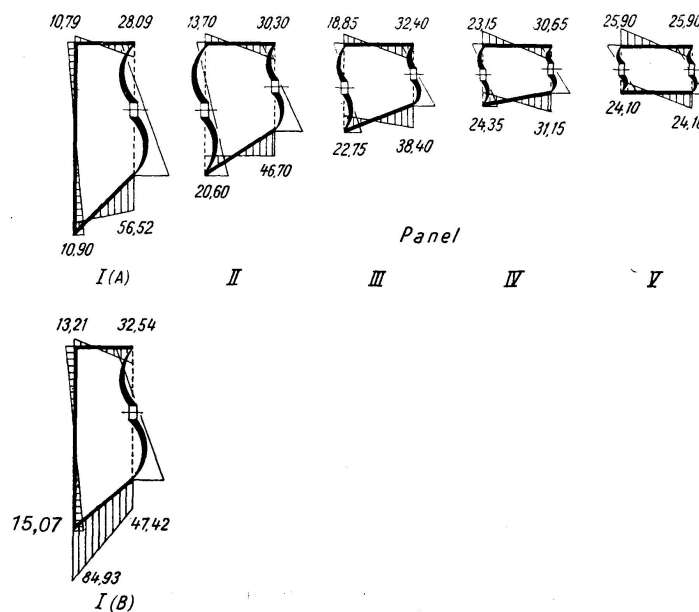 10,79 28,09 13,70 30,30 18,85 32,40 23,15 30,65 25,90 25,90
10,90 56,52 20,60 46,70 22,75 38,40 24,35 31,15 24,10 24,10
Panel
I (A) II III IV V
13,21 32,54
15,07 47,42
84,93
I (B)